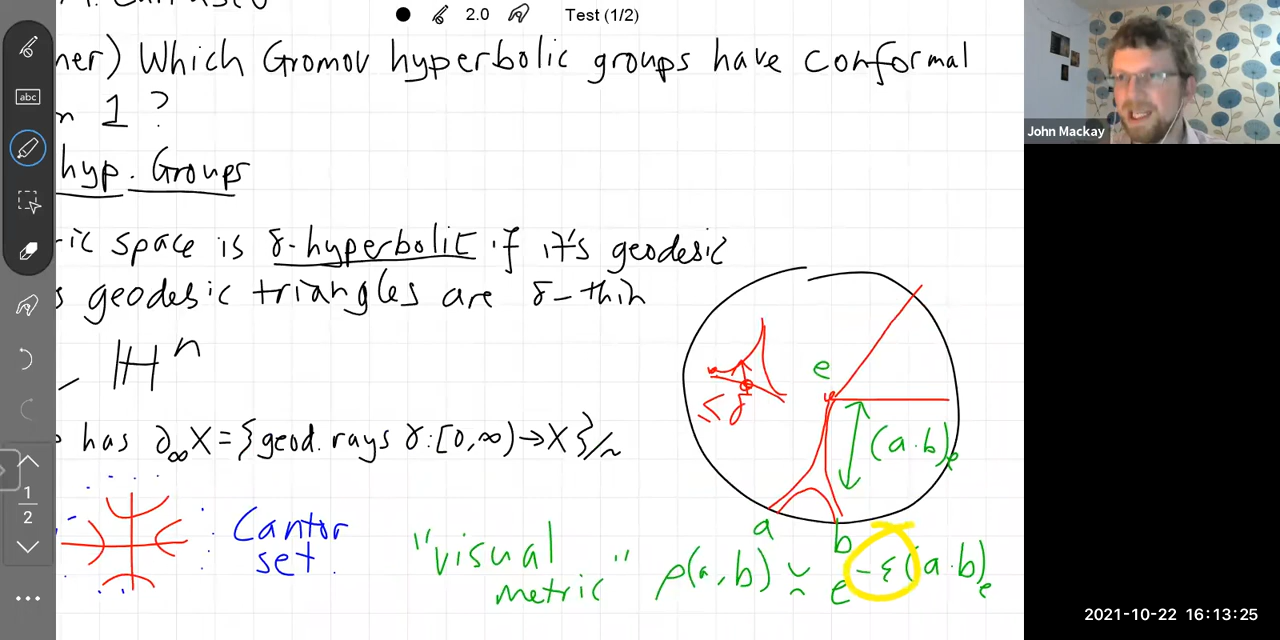 2.0 Test (1/2)
ner) Which Gromov hyperbolic groups have conformal
John Mackay
abc
1 ?
hyp. Groups
ric space is δ-hyperbolic if it's geodesic
s geodesic triangles are δ-thin
ℍⁿ
e
≤ δ
has ∂∞X = {geod. rays γ: [0,∞) → X}/~
(a·b)e
1
2
Cantor
set
a b
"visual
metric" ρ(a,b) ≍ e^{-ε(a·b)e}
2021-10-22 16:13:25